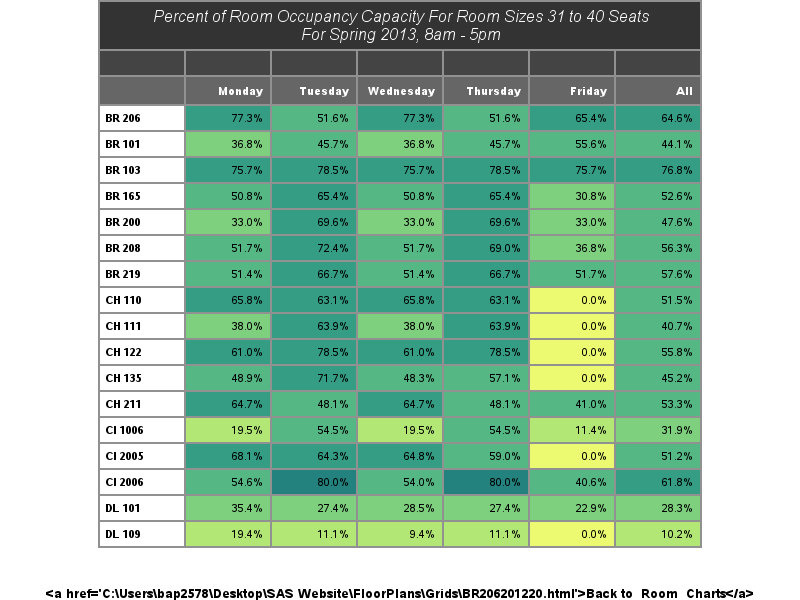 Percent of Room Occupancy Capacity For Room Sizes 31 to 40 Seats
For Spring 2013, 8am - 5pm
Monday Tuesday Wednesday Thursday Friday All
BR 206 77.3% 51.6% 77.3% 51.6% 65.4% 64.6%
BR 101 36.8% 45.7% 36.8% 45.7% 55.6% 44.1%
BR 103 75.7% 78.5% 75.7% 78.5% 75.7% 76.8%
BR 165 50.8% 65.4% 50.8% 65.4% 30.8% 52.6%
BR 200 33.0% 69.6% 33.0% 69.6% 33.0% 47.6%
BR 208 51.7% 72.4% 51.7% 69.0% 36.8% 56.3%
BR 219 51.4% 66.7% 51.4% 66.7% 51.7% 57.6%
CH 110 65.8% 63.1% 65.8% 63.1% 0.0% 51.5%
CH 111 38.0% 63.9% 38.0% 63.9% 0.0% 40.7%
CH 122 61.0% 78.5% 61.0% 78.5% 0.0% 55.8%
CH 135 48.9% 71.7% 48.3% 57.1% 0.0% 45.2%
CH 211 64.7% 48.1% 64.7% 48.1% 41.0% 53.3%
CI 1006 19.5% 54.5% 19.5% 54.5% 11.4% 31.9%
CI 2005 68.1% 64.3% 64.8% 59.0% 0.0% 51.2%
CI 2006 54.6% 80.0% 54.0% 80.0% 40.6% 61.8%
DL 101 35.4% 27.4% 28.5% 27.4% 22.9% 28.3%
DL 109 19.4% 11.1% 9.4% 11.1% 0.0% 10.2%
<a href='C:\Users\bap2578\Desktop\SAS Website\FloorPlans\Grids\BR206201220.html'>Back to Room Charts</a>